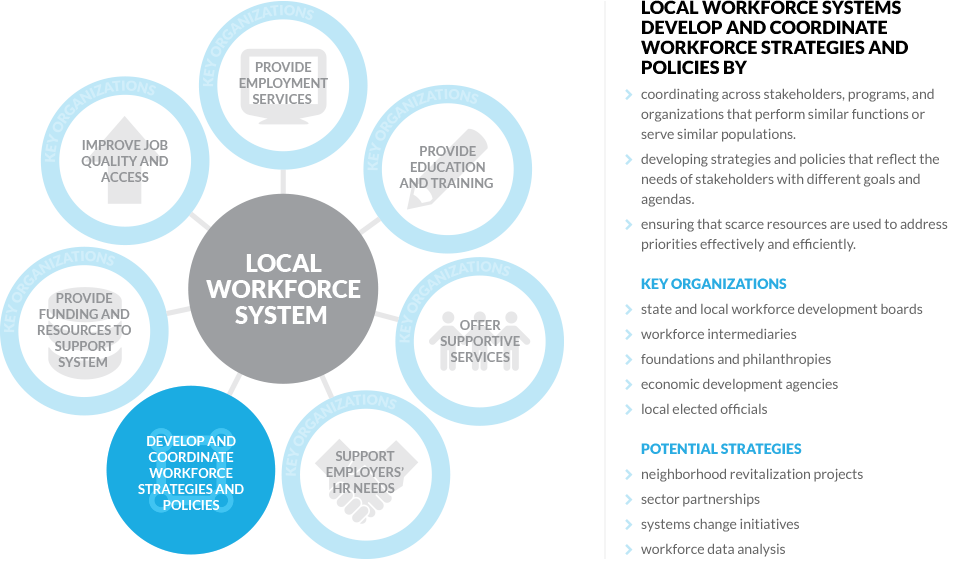 KEY ORGANIZATIONS
PROVIDE
EMPLOYMENT
SERVICES
KEY ORGANIZATIONS
IMPROVE JOB
QUALITY AND
ACCESS
KEY ORGANIZATIONS
PROVIDE
EDUCATION
AND TRAINING
LOCAL
WORKFORCE
SYSTEM
KEY ORGANIZATIONS
PROVIDE
FUNDING AND
RESOURCES TO
SUPPORT
SYSTEM
KEY ORGANIZATIONS
OFFER
SUPPORTIVE
SERVICES
DEVELOP AND
COORDINATE
WORKFORCE
STRATEGIES AND
POLICIES
KEY ORGANIZATIONS
SUPPORT
EMPLOYERS'
HR NEEDS
LOCAL WORKFORCE SYSTEMS
DEVELOP AND COORDINATE
WORKFORCE STRATEGIES AND
POLICIES BY
coordinating across stakeholders, programs, and
organizations that perform similar functions or
serve similar populations.
developing strategies and policies that reflect the
needs of stakeholders with different goals and
agendas.
ensuring that scarce resources are used to address
priorities effectively and efficiently.
KEY ORGANIZATIONS
state and local workforce development boards
workforce intermediaries
foundations and philanthropies
economic development agencies
local elected officials
POTENTIAL STRATEGIES
neighborhood revitalization projects
sector partnerships
systems change initiatives
workforce data analysis